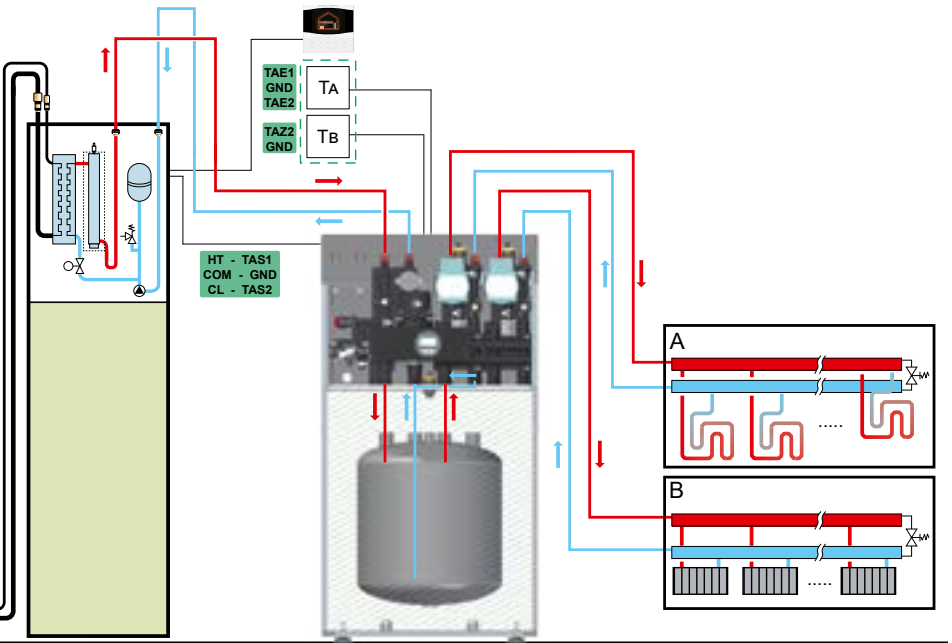 TAE1
GND
TAE2
TA
TAZ2
GND
TB
HT - TAS1
COM - GND
CL - TAS2
A
.....
B
.....